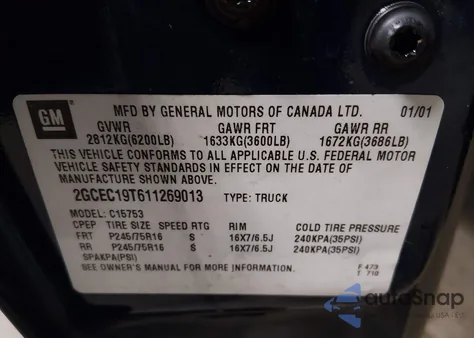 GM
MFD BY GENERAL MOTORS OF CANADA LTD. 01/01
GVWR GAWR FRT GAWR RR
2812KG(6200LB) 1633KG(3600LB) 1672KG(3686LB)
THIS VEHICLE CONFORMS TO ALL APPLICABLE U.S. FEDERAL MOTOR
VEHICLE SAFETY STANDARDS IN EFFECT ON THE DATE OF
MANUFACTURE SHOWN ABOVE.
2GCEC19T611269013 TYPE: TRUCK
MODEL: C15753
CPEP TIRE SIZE SPEED RTG RIM COLD TIRE PRESSURE
FRT P245/75R16 S 16X7/6.5J 240KPA(35PSI)
RR P245/75R16 S 16X7/6.5J 240KPA(35PSI)
SPAKPA(PSI)
SEE OWNER'S MANUAL FOR MORE INFORMATION.
F 473
T 710
autoSnap